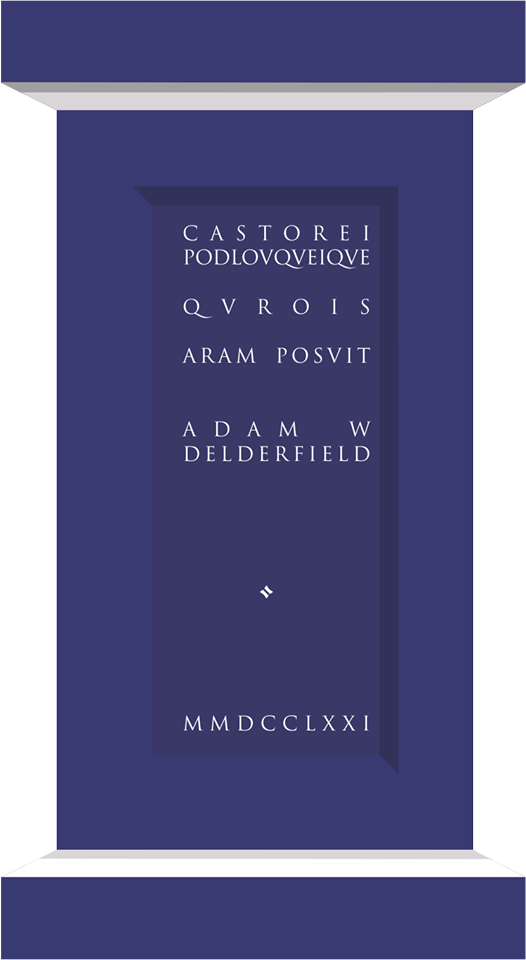 CASTOREI
PODLOVQVEIQVE
QVROIS
ARAM POSVIT
ADAM W
DELDERFIELD
MMDCCLXXI